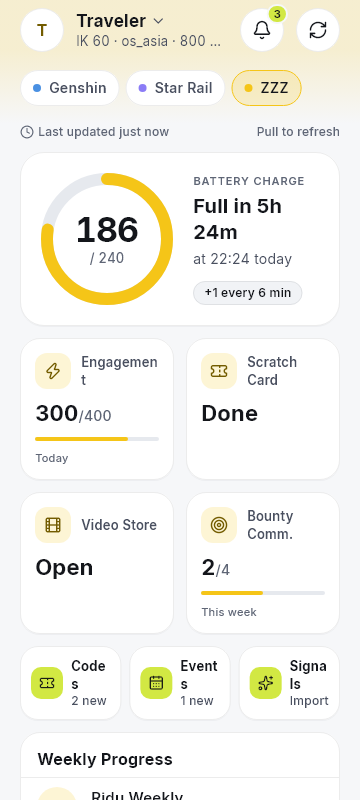 T
Traveler
3
IK 60 · os_asia · 800 ...
Genshin
Star Rail
ZZZ
Last updated just now
Pull to refresh
BATTERY CHARGE
186
/ 240
Full in 5h
24m
at 22:24 today
+1 every 6 min
Engagemen
t
300/400
Today
Scratch
Card
Done
Video Store
Open
Bounty
Comm.
2/4
This week
Code
s
2 new
Event
s
1 new
Signa
ls
Import
Weekly Progress
Ridu Weekly